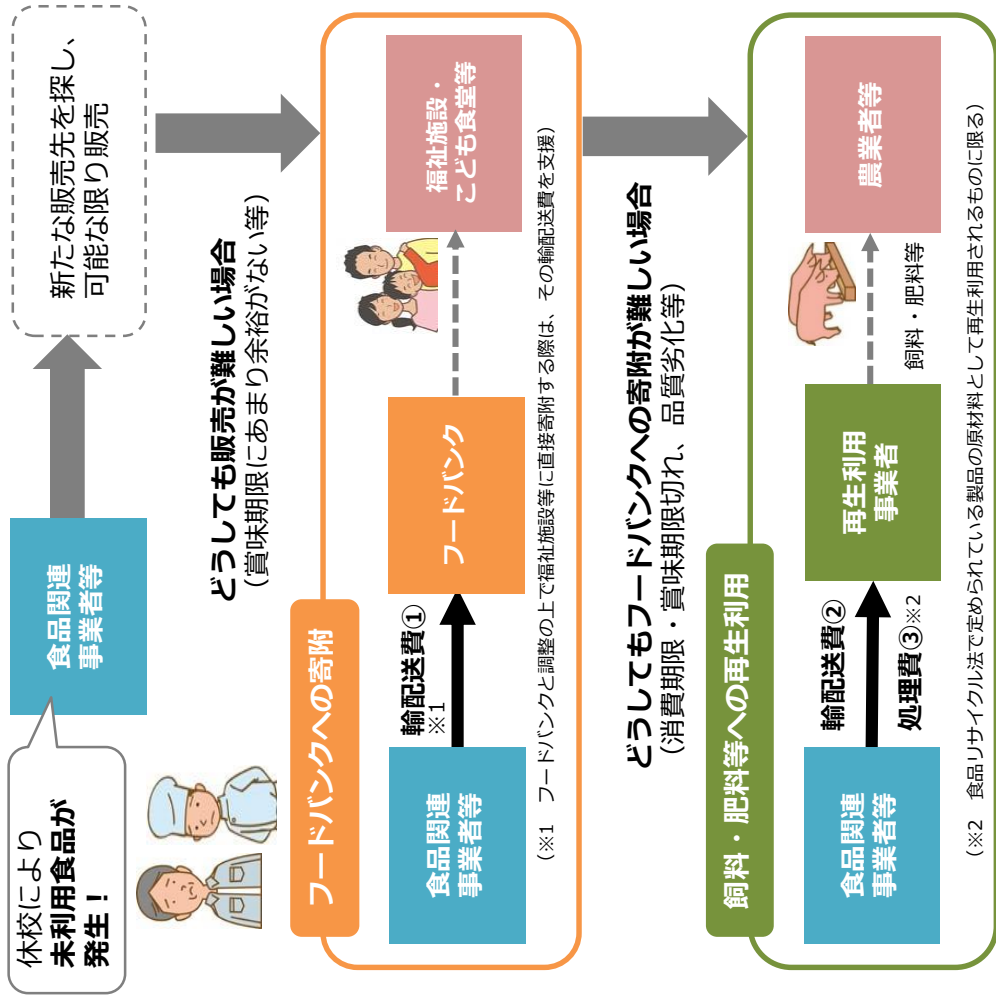 休校により
未利用食品が
発生！
食品関連
事業者等
新たな販売先を探し、
可能な限り販売
どうしても販売が難しい場合
（賞味期限にあまり余裕がない等）
フードバンクへの寄附
食品関連
事業者等
輸配送費①
※1
フードバンク
福祉施設・
こども食堂等
（※1　フードバンクと調整の上で福祉施設等に直接寄附する際は、その輸配送費を支援）
どうしてもフードバンクへの寄附が難しい場合
（消費期限・賞味期限切れ、品質劣化等）
飼料・肥料等への再生利用
食品関連
事業者等
輸配送費②
処理費③※2
再生利用
事業者
飼料・肥料等
農業者等
（※2　食品リサイクル法で定められている製品の原材料として再生利用されるものに限る）